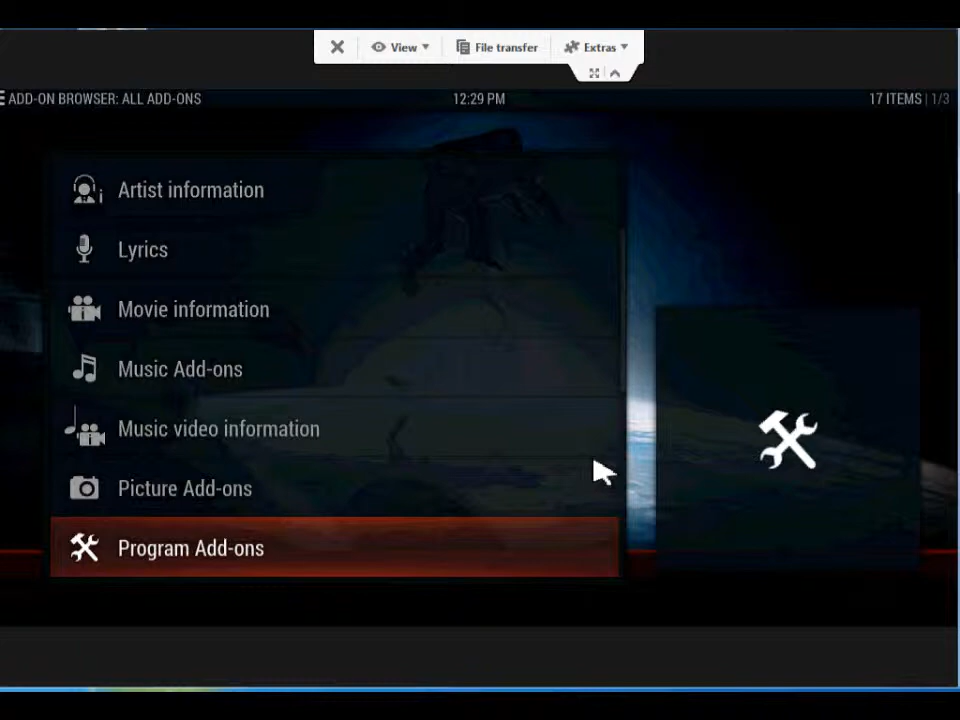 View
File transfer
Extras
ADD-ON BROWSER: ALL ADD-ONS
12:29 PM
17 ITEMS | 1/3
Artist information
Lyrics
Movie information
Music Add-ons
Music video information
Picture Add-ons
Program Add-ons